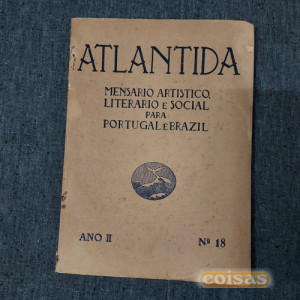 ATLANTIDA
MENSARIO ARTISTICO,
LITERARIO E SOCIAL
PARA
PORTUGAL E BRAZIL
ANO II Nº 18
coisas